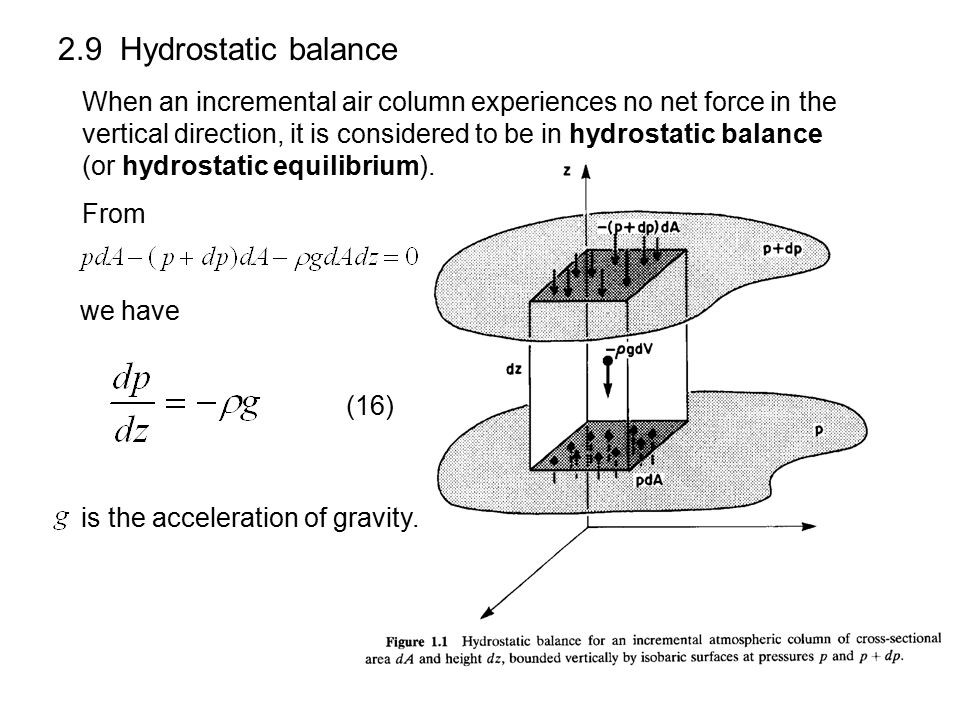 2.9 Hydrostatic balance
When an incremental air column experiences no net force in the
vertical direction, it is considered to be in hydrostatic balance
(or hydrostatic equilibrium).
From
pdA − (p + dp)dA − ρgdAdz = 0
we have
dp/dz = −ρg (16)
g is the acceleration of gravity.
z
−(p+dp)dA
p+dp
−ρgdV
dz
p
pdA
Figure 1.1 Hydrostatic balance for an incremental atmospheric column of cross-sectional
area dA and height dz, bounded vertically by isobaric surfaces at pressures p and p + dp.